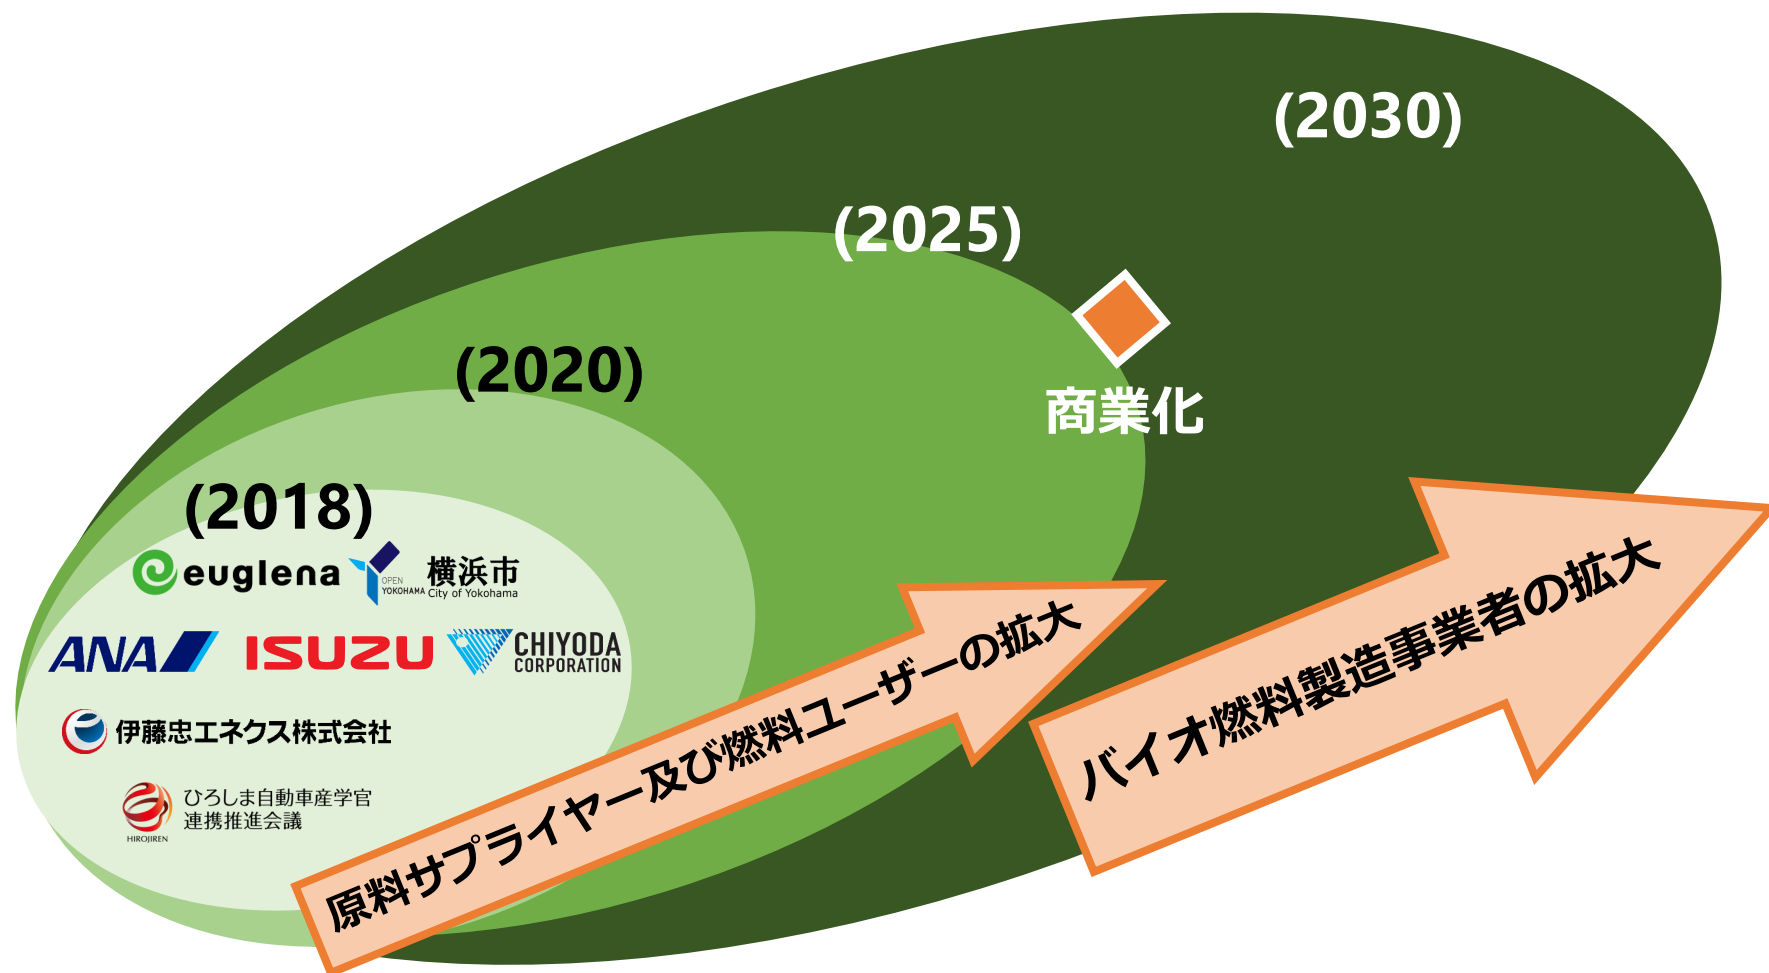 (2030)
(2025)
商業化
(2020)
(2018)
euglena
OPEN
YOKOHAMA
横浜市
City of Yokohama
ANA
ISUZU
CHIYODA
CORPORATION
伊藤忠エネクス株式会社
HIROJIREN
ひろしま自動車産学官
連携推進会議
原料サプライヤー及び燃料ユーザーの拡大
バイオ燃料製造事業者の拡大